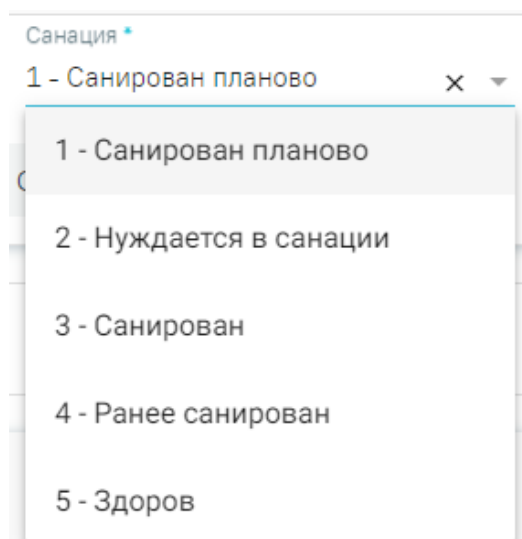 Санация *
1 - Санирован планово
1 - Санирован планово
2 - Нуждается в санации
3 - Санирован
4 - Ранее санирован
5 - Здоров